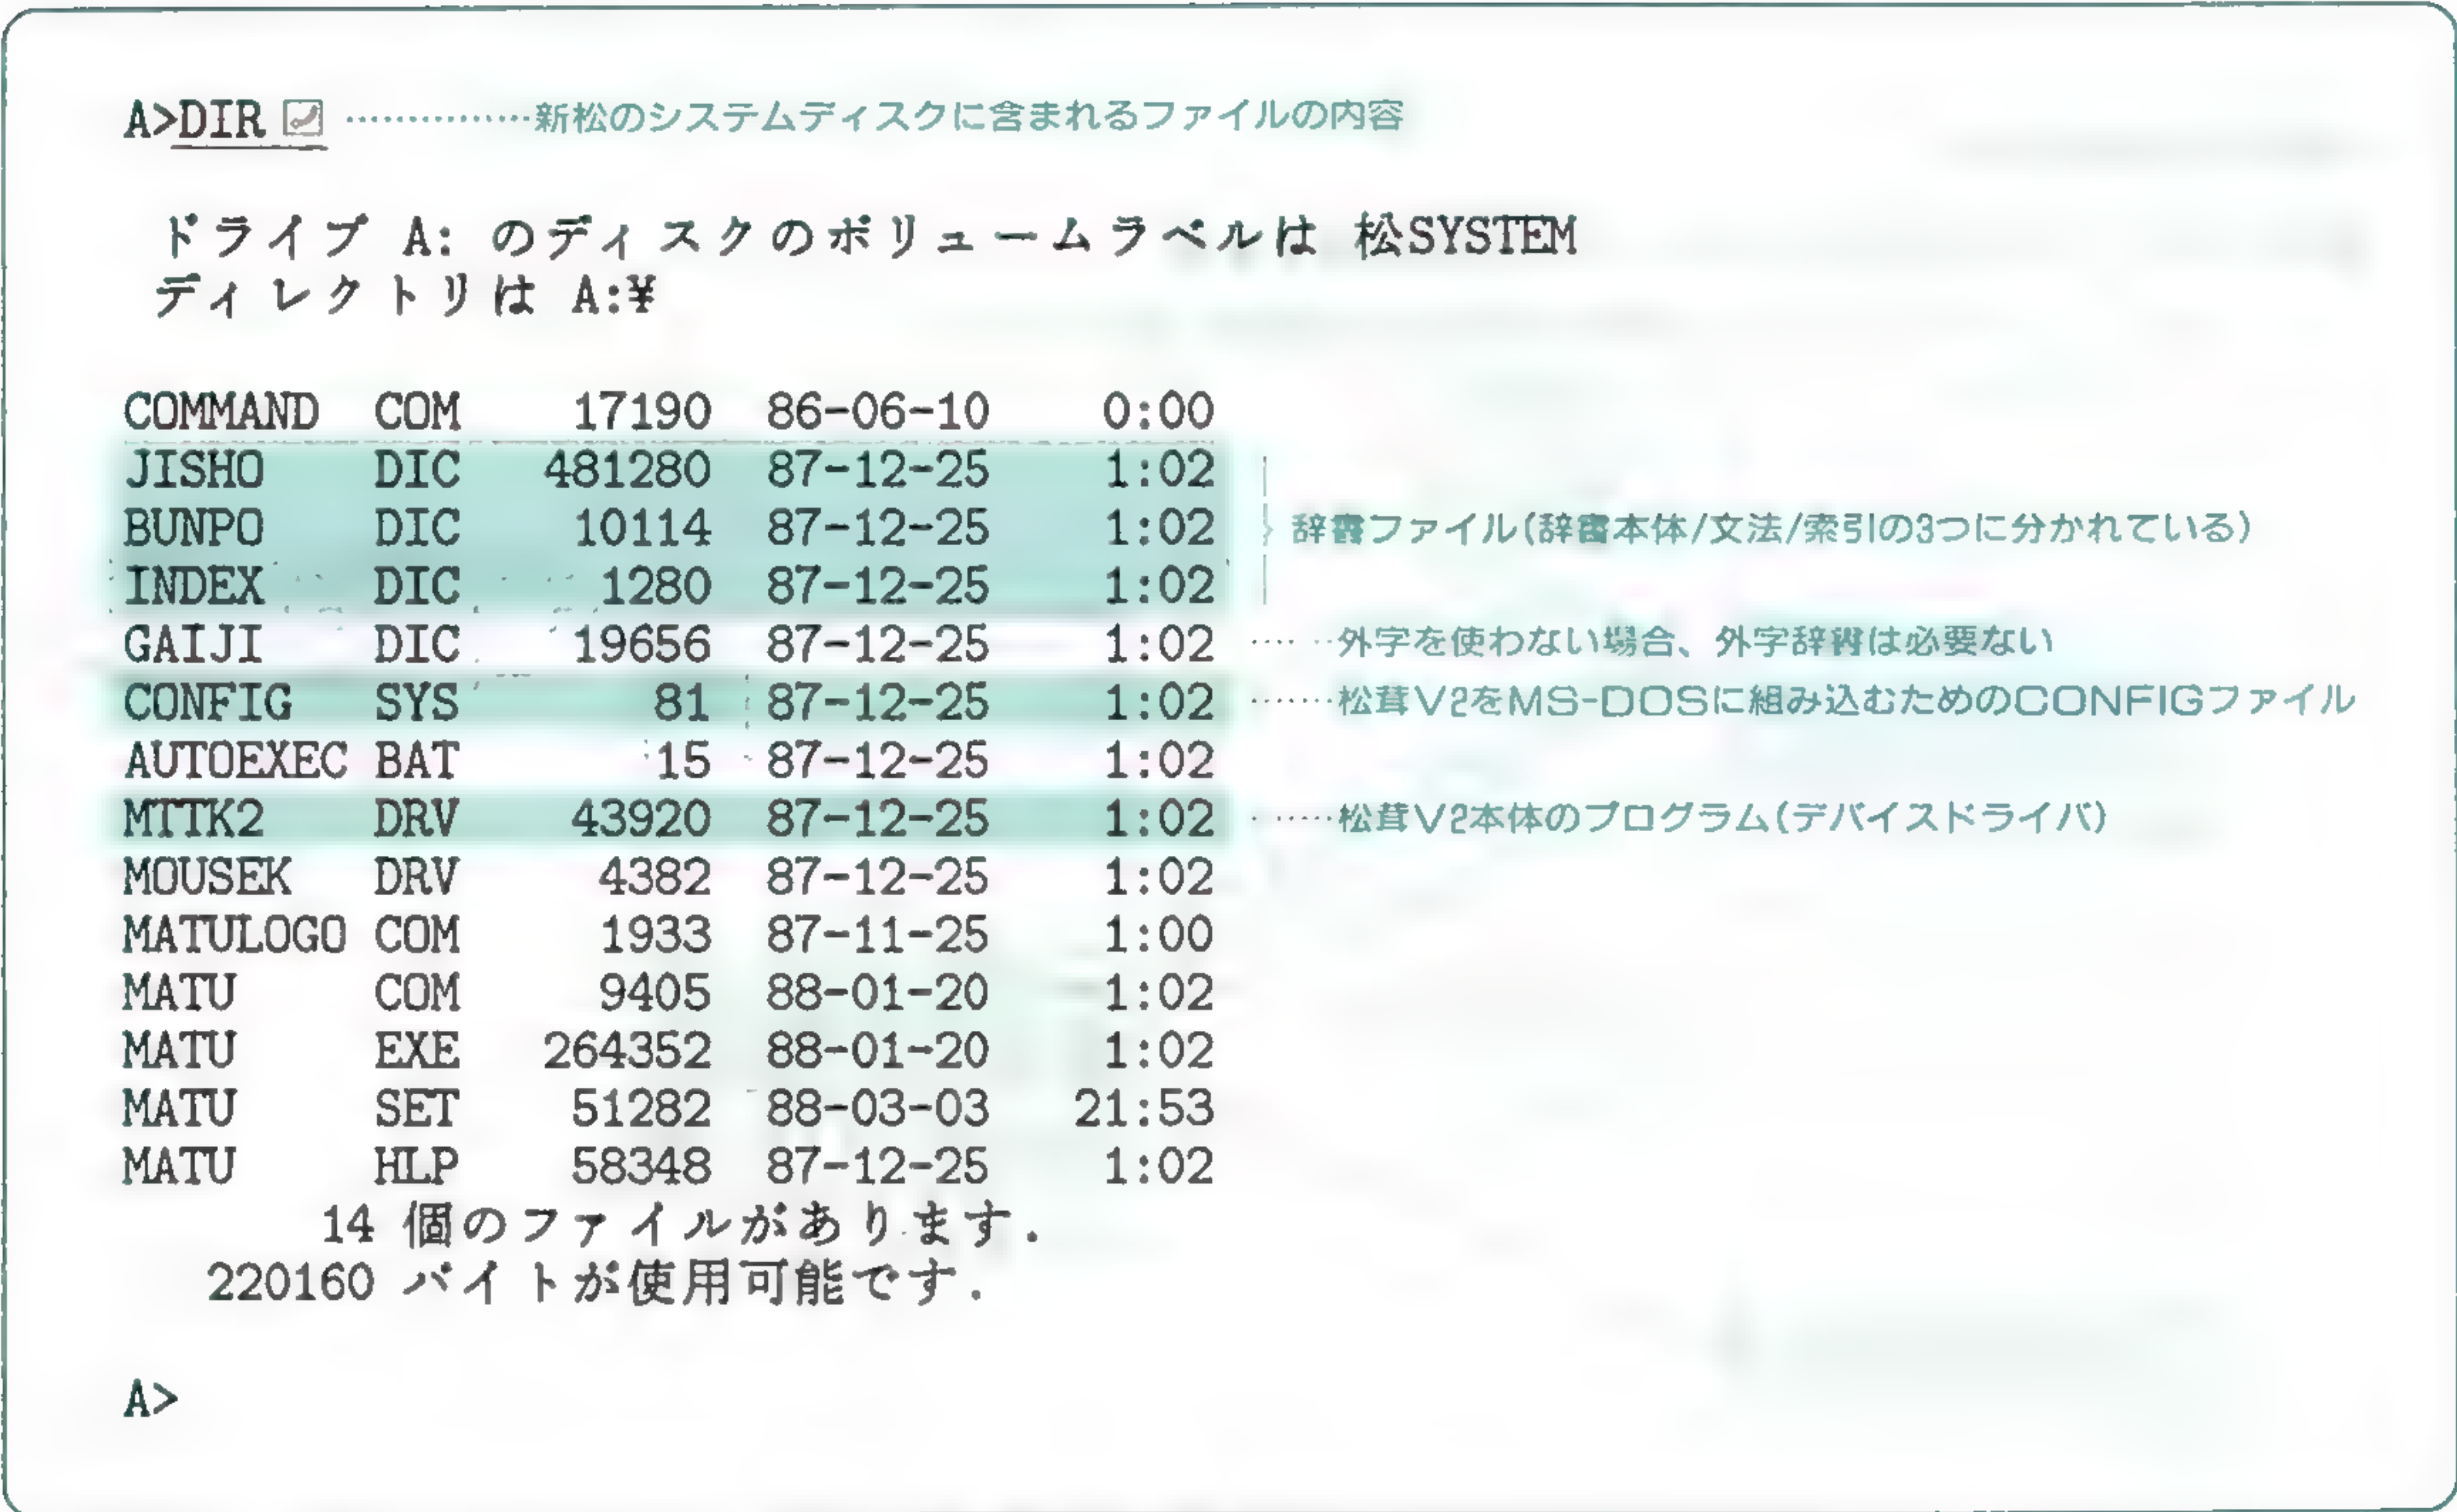 A>DIR ……………新松のシステムディスクに含まれるファイルの内容
ドライブ A: のディスクのボリュームラベルは 松SYSTEM
ディレクトリは A:¥
COMMAND  COM    17190  86-06-10    0:00
JISHO    DIC   481280  87-12-25    1:02
BUNPO    DIC    10114  87-12-25    1:02 辞書ファイル(辞書本体/文法/索引の3つに分かれている)
INDEX    DIC     1280  87-12-25    1:02
GAIJI    DIC    19656  87-12-25    1:02 ……外字を使わない場合、外字辞書は必要ない
CONFIG   SYS       81  87-12-25    1:02 ……松茸V2をMS-DOSに組み込むためのCONFIGファイル
AUTOEXEC BAT       15  87-12-25    1:02
MTTK2    DRV    43920  87-12-25    1:02 ……松茸V2本体のプログラム(デバイスドライバ)
MOUSEK   DRV     4382  87-12-25    1:02
MATULOGO COM     1933  87-11-25    1:00
MATU     COM     9405  88-01-20    1:02
MATU     EXE   264352  88-01-20    1:02
MATU     SET    51282  88-03-03   21:53
MATU     HLP    58348  87-12-25    1:02
14 個のファイルがあります.
220160 バイトが使用可能です.
A>